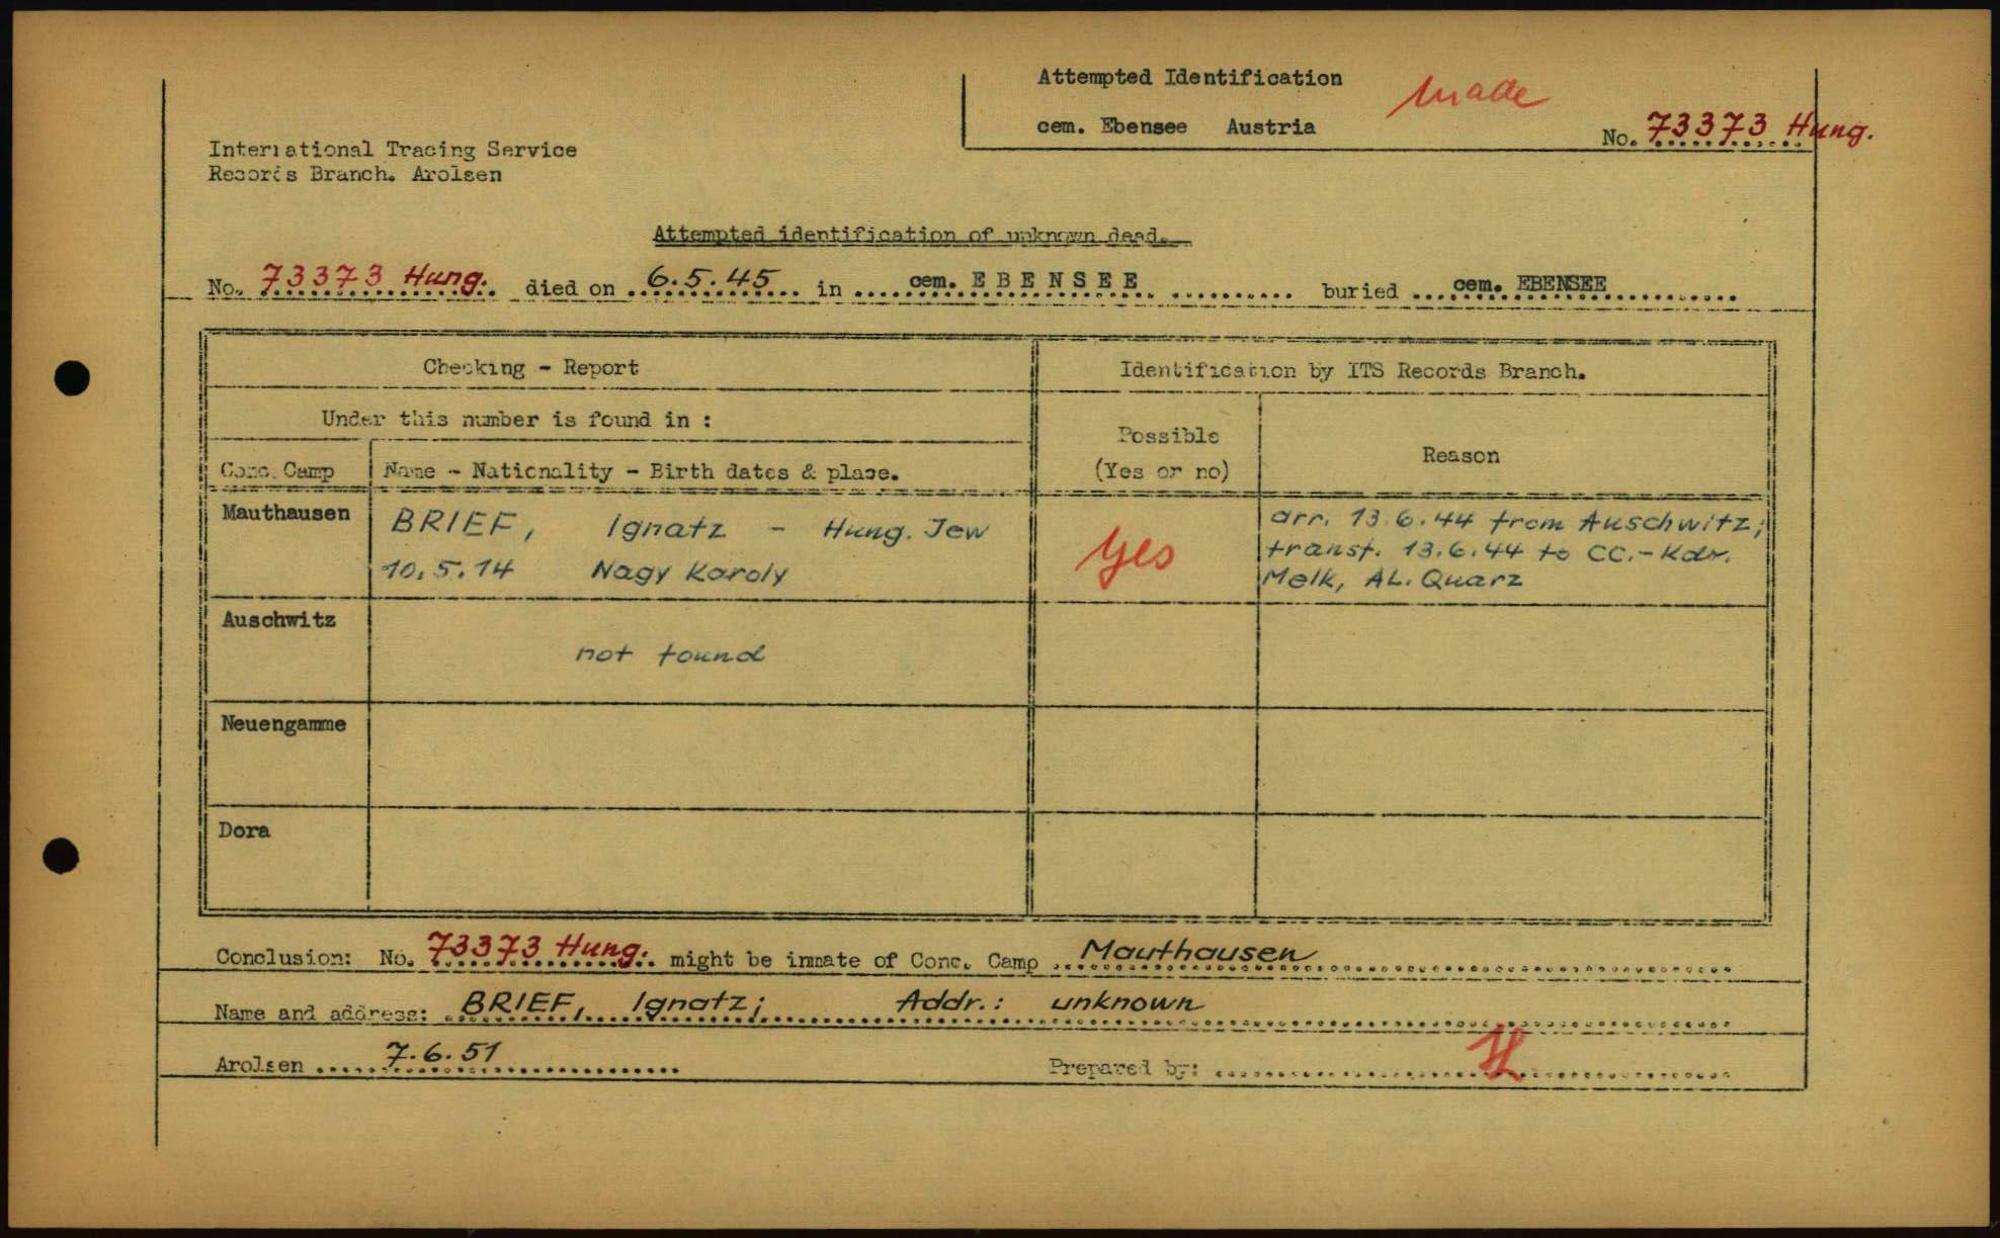 Attempted Identification made
cem. Ebensee Austria No. 73373 Hung.
International Tracing Service
Records Branch. Arolsen
Attempted identification of unknown dead.
No. 73373 Hung. died on 6.5.45 in cem. EBENSEE buried cem. EBENSEE
Checking - Report
Identification by ITS Records Branch.
Under this number is found in :
Possible
(Yes or no)
Reason
Conc. Camp Name - Nationality - Birth dates & place.
Mauthausen
BRIEF, Ignatz - Hung. Jew
10.5.14 Nagy Karoly
yes
arr. 13.6.44 from Auschwitz;
transf. 13.6.44 to CC.-Kdr.
Melk, AL. Quarz
Auschwitz
not found
Neuengamme
Dora
Conclusion: No. 73373 Hung. might be inmate of Conc. Camp Mauthausen
Name and address: BRIEF, Ignatz; Addr.: unknown
Arolsen 7.6.51 Prepared by: